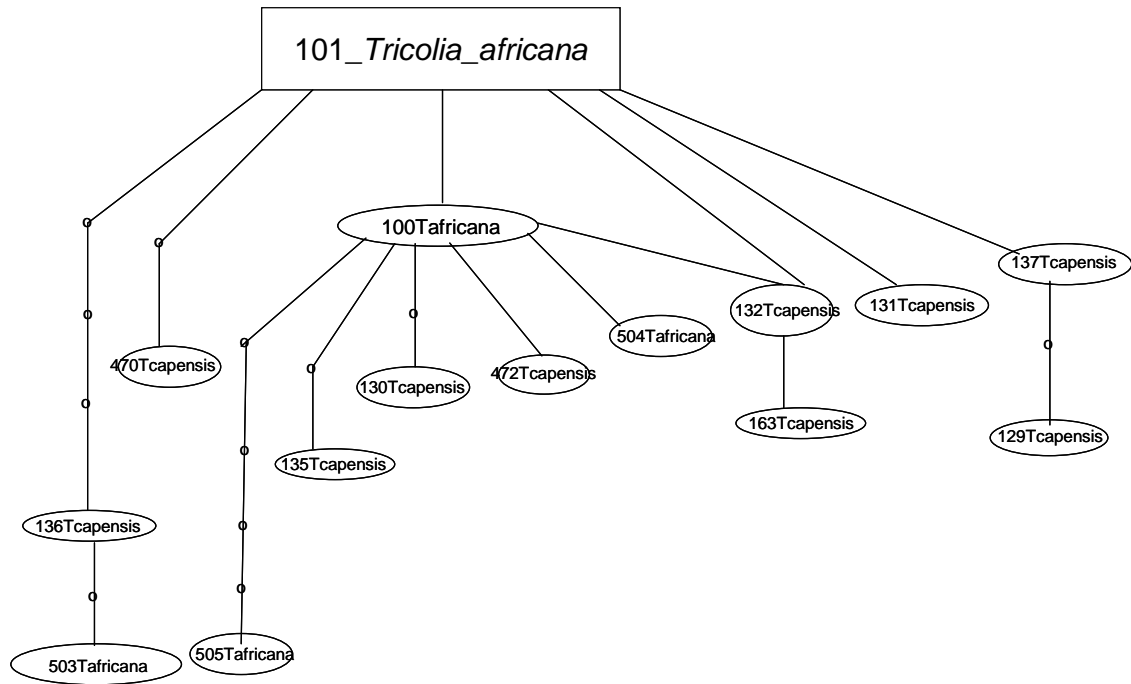 101_Tricolia_africana
100Tafricana
137Tcapensis
132Tcapensis
131Tcapensis
504Tafricana
470Tcapensis
472Tcapensis
130Tcapensis
163Tcapensis
129Tcapensis
135Tcapensis
136Tcapensis
505Tafricana
503Tafricana